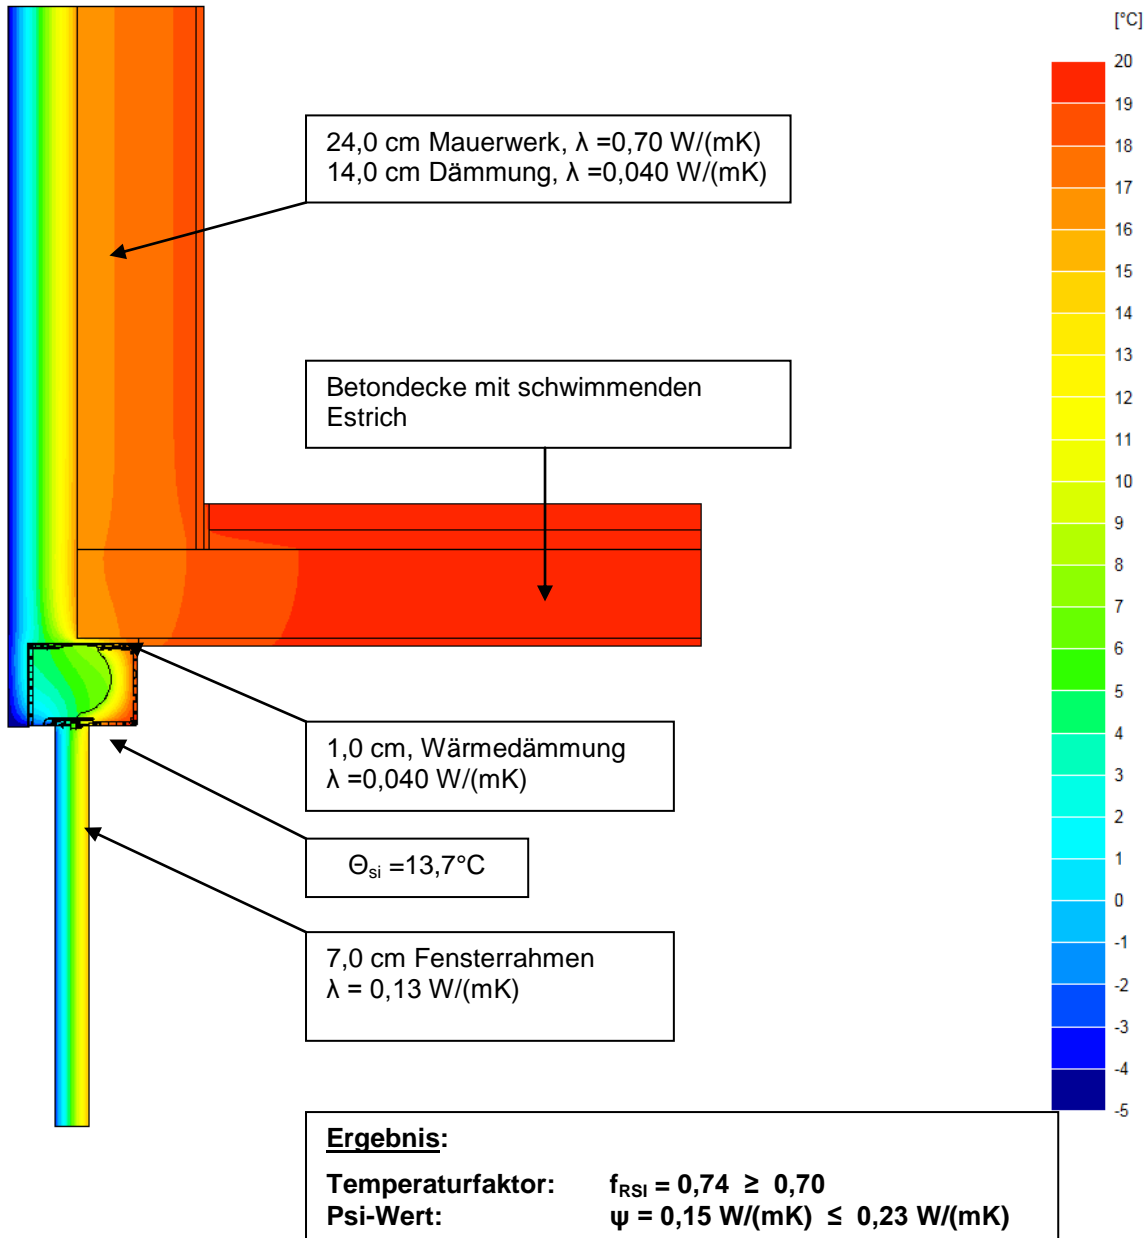 [°C]
20
19
18
17
16
15
14
13
12
11
10
9
8
7
6
5
4
3
2
1
0
-1
-2
-3
-4
-5
24,0 cm Mauerwerk, λ =0,70 W/(mK)
14,0 cm Dämmung, λ =0,040 W/(mK)
Betondecke mit schwimmenden
Estrich
1,0 cm, Wärmedämmung
λ =0,040 W/(mK)
Θsi =13,7°C
7,0 cm Fensterrahmen
λ = 0,13 W/(mK)
Ergebnis:
Temperaturfaktor: fRSI = 0,74 ≥ 0,70
Psi-Wert: ψ = 0,15 W/(mK) ≤ 0,23 W/(mK)